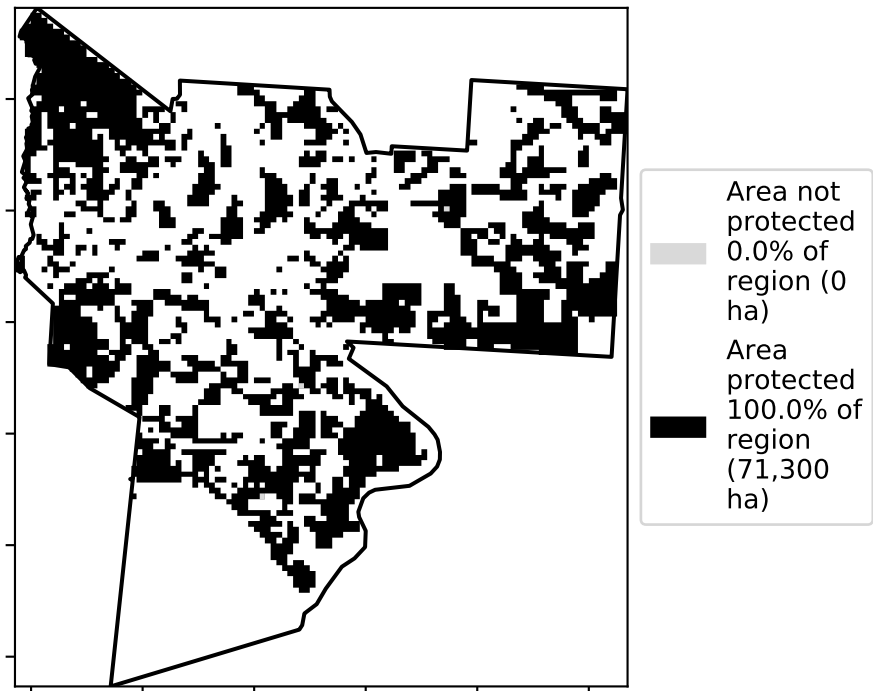 Area not
protected
0.0% of
region (0
ha)
Area
protected
100.0% of
region
(71,300
ha)